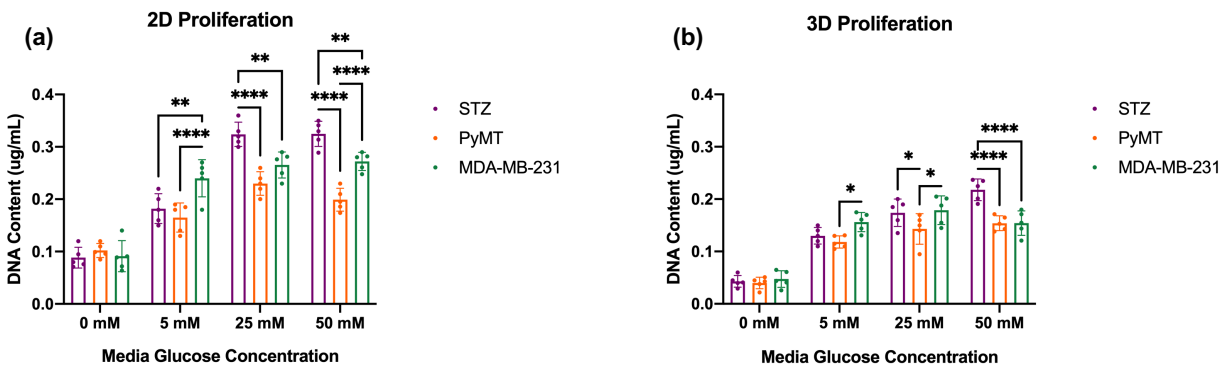 2D Proliferation
(a)
**
**
**
****
**
****
****
****
0.4
0.3
0.2
0.1
0.0
DNA Content (ug/mL)
0 mM
5 mM
25 mM
50 mM
Media Glucose Concentration
STZ
PyMT
MDA-MB-231
3D Proliferation
(b)
****
****
*
*
*
0.4
0.3
0.2
0.1
0.0
DNA Content (ug/mL)
0 mM
5 mM
25 mM
50 mM
Media Glucose Concentration
STZ
PyMT
MDA-MB-231